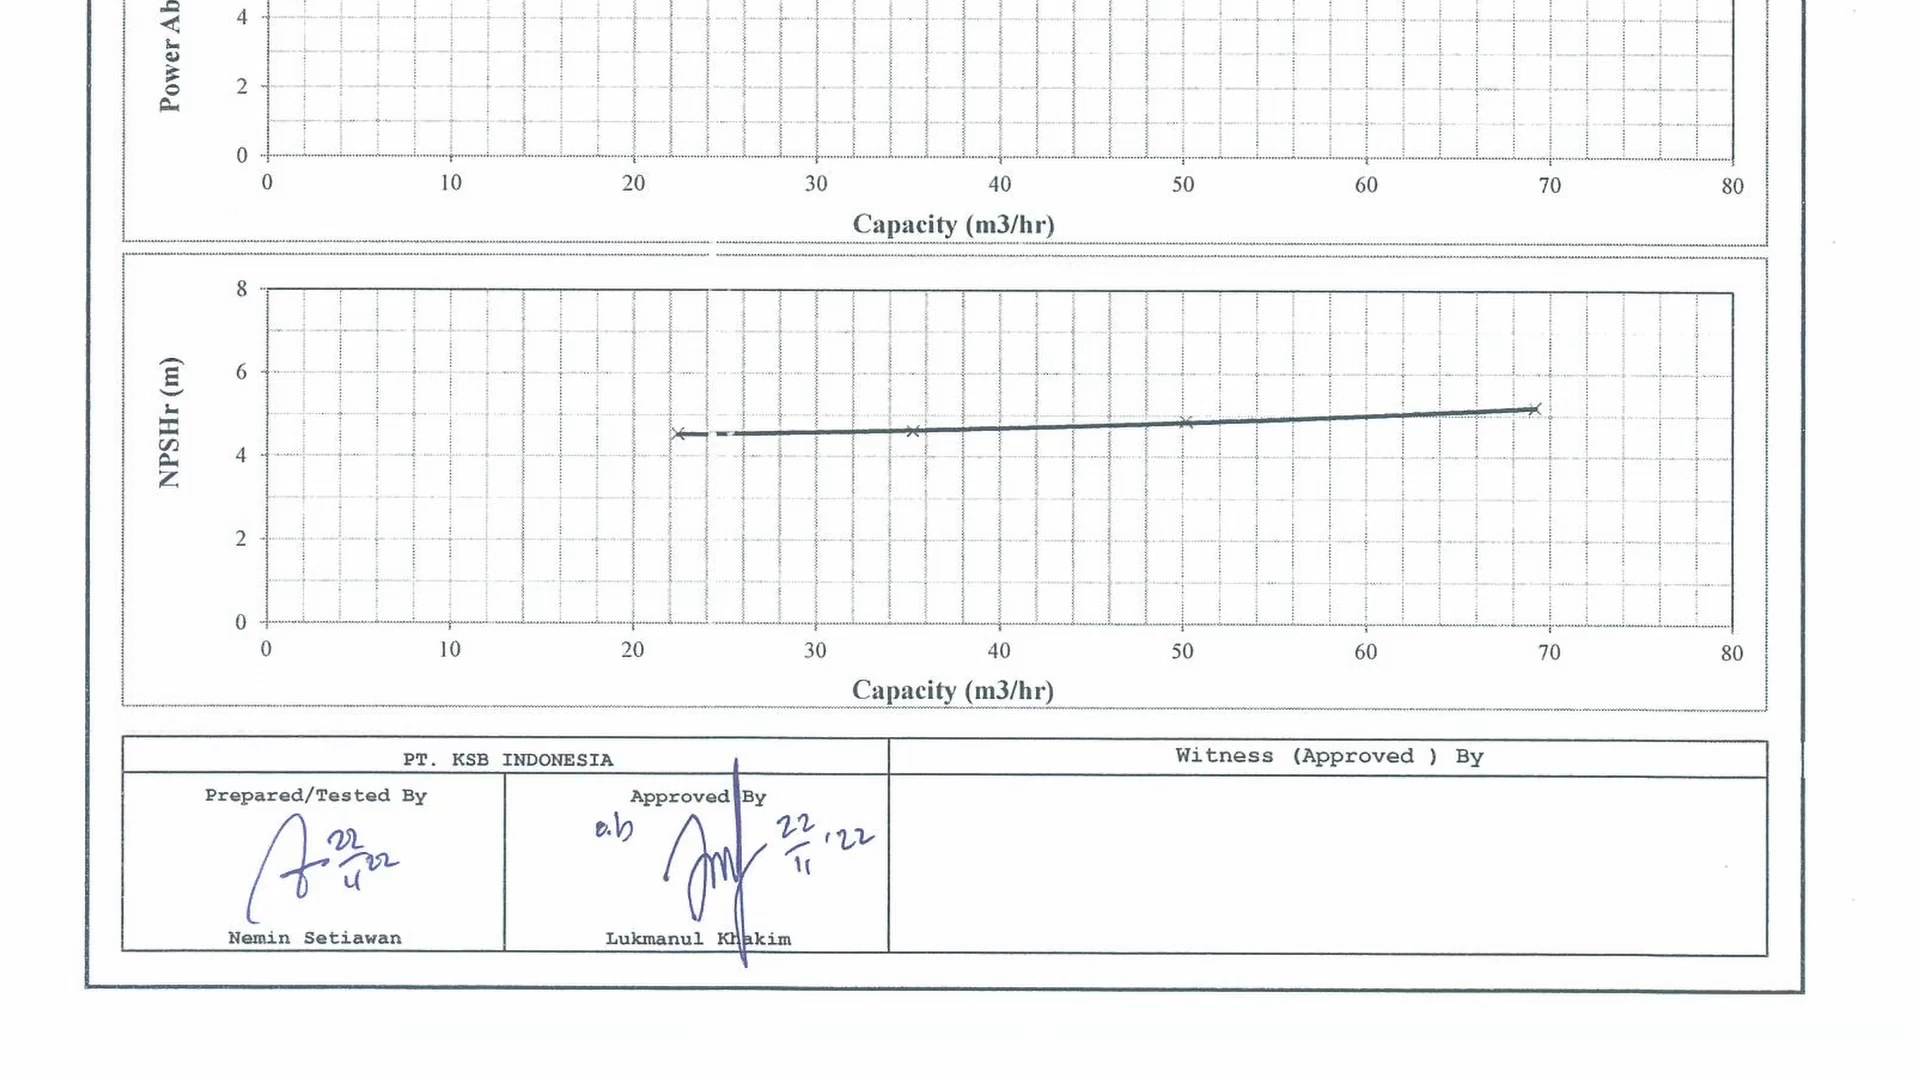 Power Ab
4
2
0
0 10 20 30 40 50 60 70 80
Capacity (m3/hr)
NPSHr (m)
8
6
4
2
0
0 10 20 30 40 50 60 70 80
Capacity (m3/hr)
PT. KSB INDONESIA
Witness (Approved ) By
Prepared/Tested By
Approved By
o.b
22
22
11
22
'22
11
Nemin Setiawan
Lukmanul Khakim